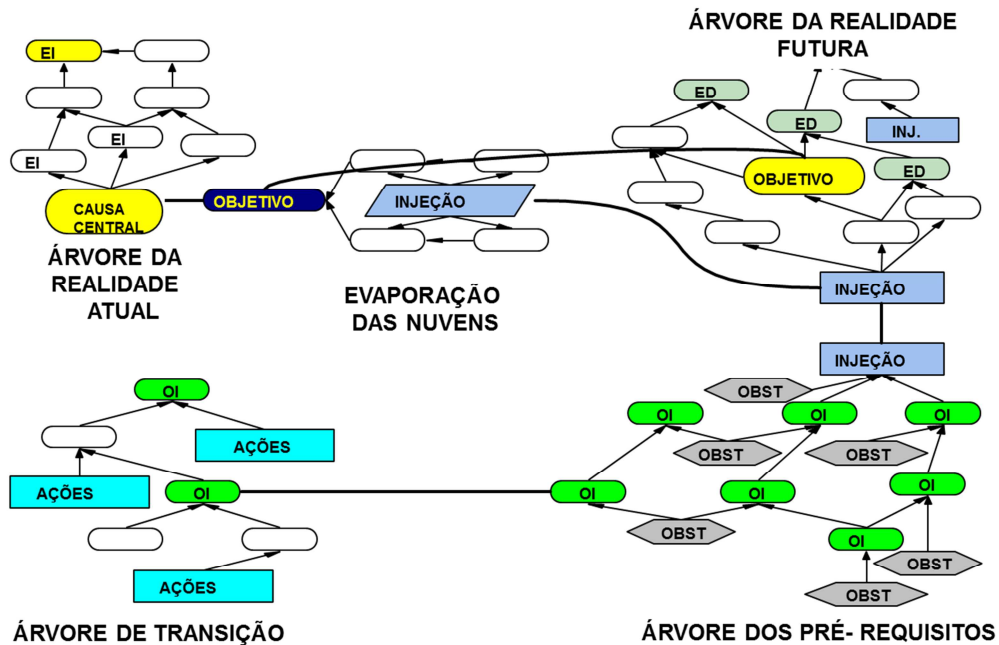 ÁRVORE DA REALIDADE
FUTURA
EI
EI
EI
CAUSA
CENTRAL
ÁRVORE DA
REALIDADE
ATUAL
OBJETIVO
INJEÇÃO
EVAPORAÇÃO
DAS NUVENS
ED
ED
INJ.
ED
OBJETIVO
INJEÇÃO
INJEÇÃO
OI
AÇÕES
AÇÕES
OI
AÇÕES
ÁRVORE DE TRANSIÇÃO
OBST
OI
OI
OI
OBST
OBST
OI
OI
OI
OBST
OI
OBST
OBST
ÁRVORE DOS PRÉ- REQUISITOS